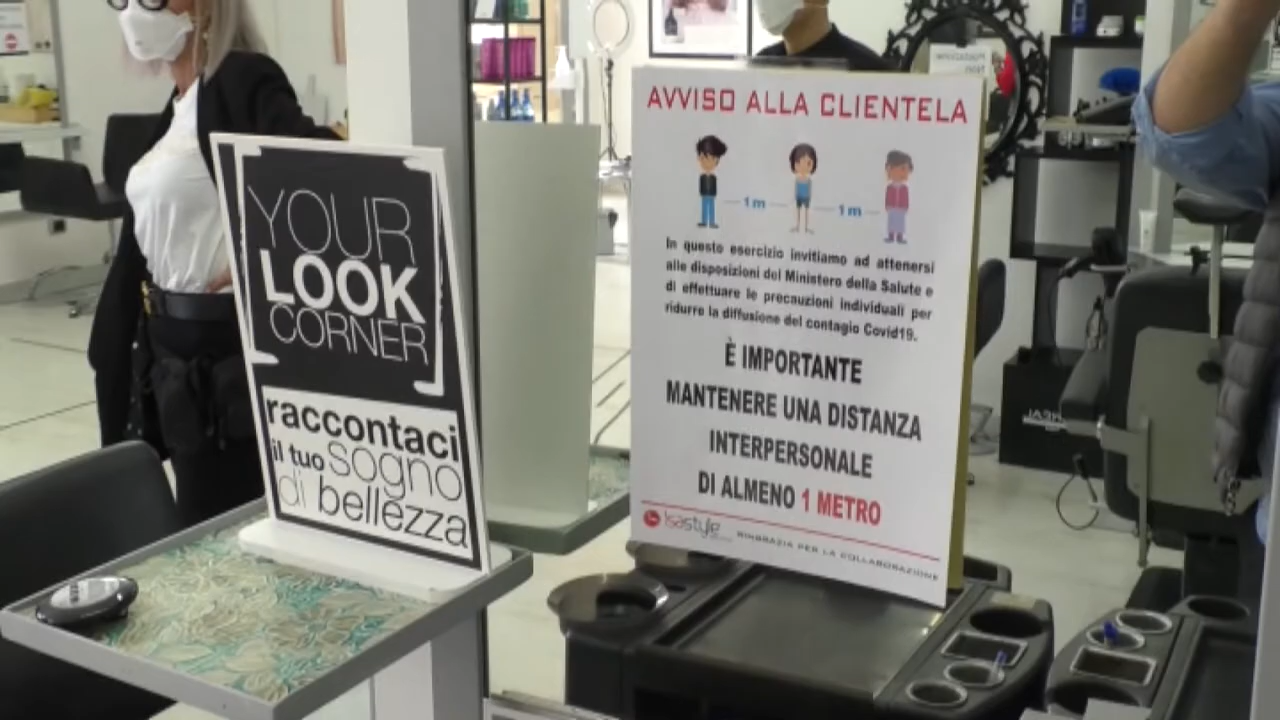 YOUR
LOOK
CORNER
raccontaci
il tuo sogno
di bellezza
AVVISO ALLA CLIENTELA
1m 1m
In questo esercizio invitiamo ad attenersi
alle disposizioni del Ministero della Salute e
di effettuare le precauzioni individuali per
ridurre la diffusione del contagio Covid19.
È IMPORTANTE
MANTENERE UNA DISTANZA
INTERPERSONALE
DI ALMENO 1 METRO
Isastyle RINGRAZIA PER LA COLLABORAZIONE